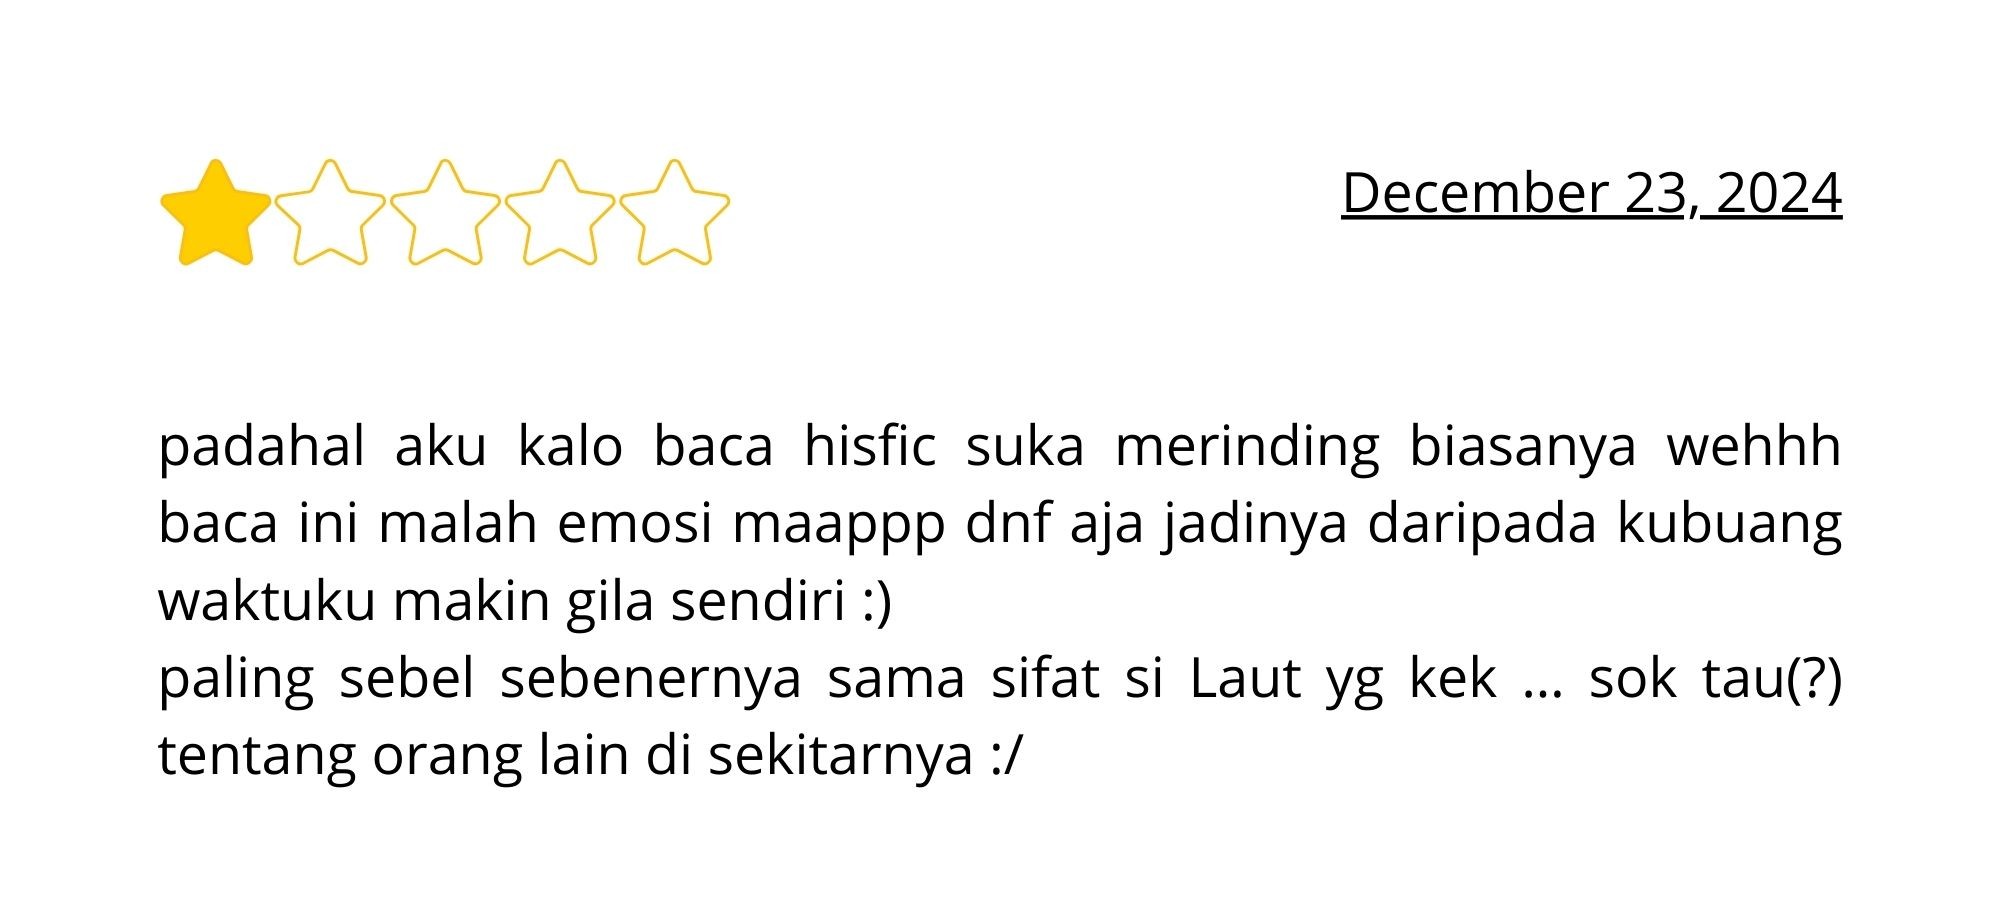 December 23, 2024
padahal aku kalo baca hisfic suka merinding biasanya wehhh
baca ini malah emosi maappp dnf aja jadinya daripada kubuang
waktuku makin gila sendiri :)
paling sebel sebenernya sama sifat si Laut yg kek ... sok tau(?)
tentang orang lain di sekitarnya :/